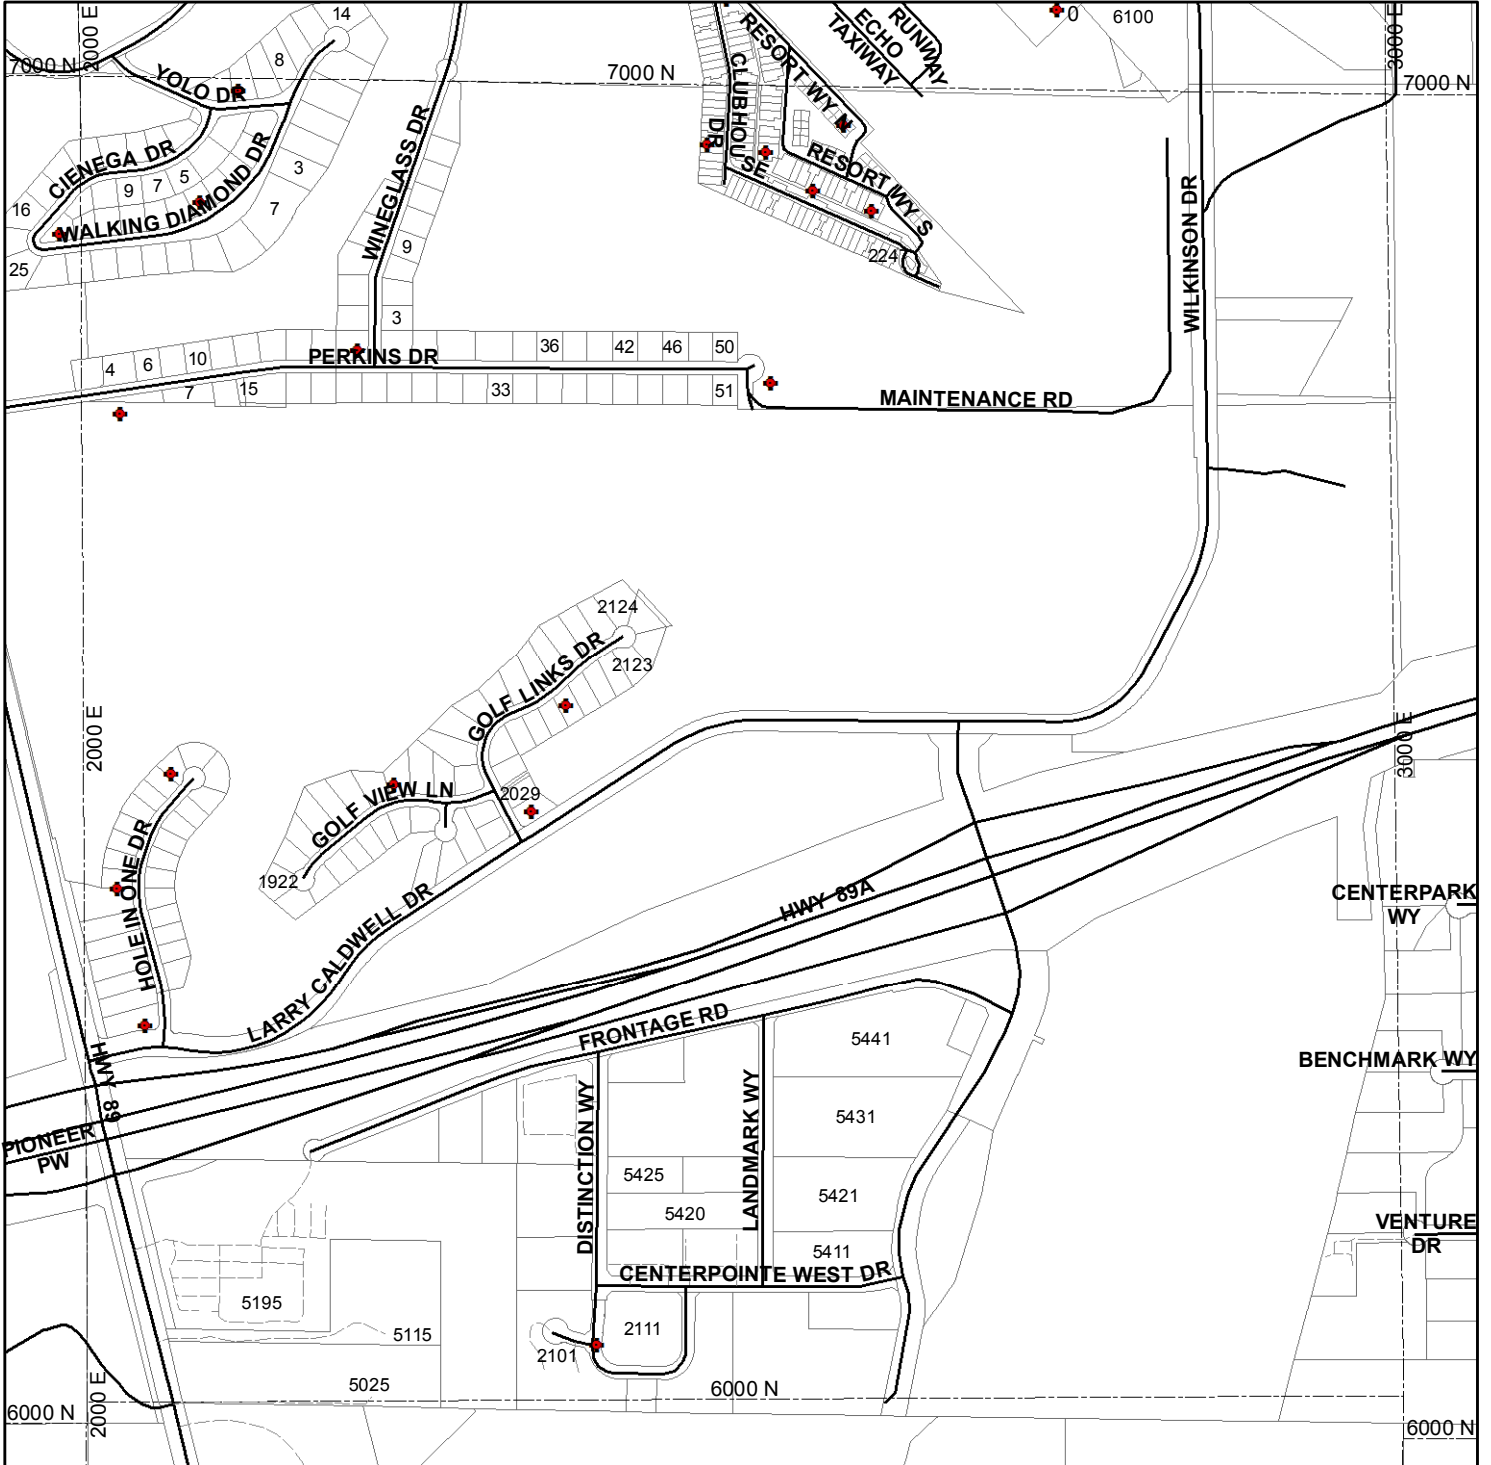 14
0
6100
3000 E
2000 E
8
7000 N
7000 N
7000 N
RUNWAY
ECHO
TAXIWAY
RESORT WY N
YOLO DR
CLUBHOU
SE
DR
RESORT WY S
CIENEGA DR
WALKING DIAMOND DR
WINEGLASS DR
WILKINSON DR
9
7
5
3
7
16
25
9
224
3
36
42
46
50
PERKINS DR
4
6
10
7
15
33
51
MAINTENANCE RD
2124
2123
GOLF LINKS DR
2000 E
3000 E
GOLF VIEW LN
2029
1922
HOLE IN ONE DR
LARRY CALDWELL DR
HWY 89A
CENTERPARK
WY
FRONTAGE RD
5441
BENCHMARK WY
HWY 89
PIONEER
PW
DISTINCTION WY
LANDMARK WY
5431
5425
5421
5420
VENTURE
DR
5411
CENTERPOINTE WEST DR
5195
5115
2111
2101
5025
6000 N
2000 E
6000 N
6000 N